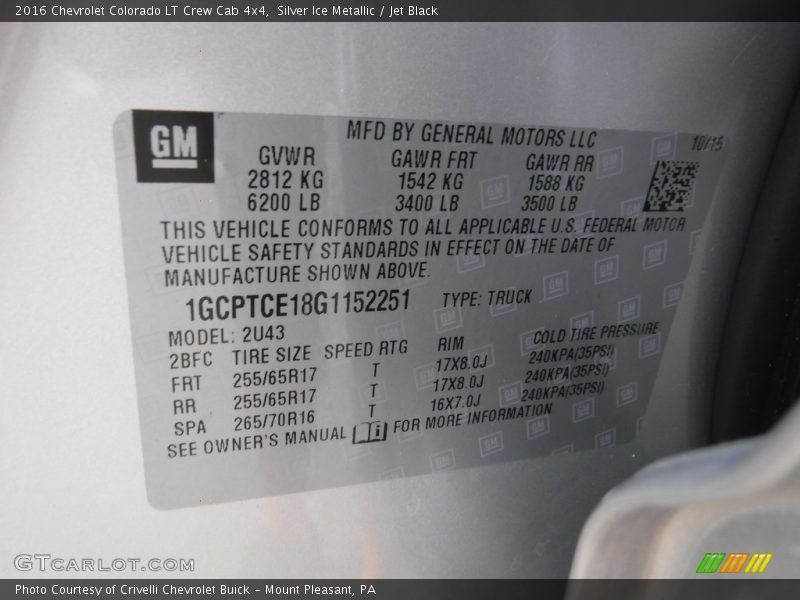 2016 Chevrolet Colorado LT Crew Cab 4x4, Silver Ice Metallic / Jet Black
GM
MFD BY GENERAL MOTORS LLC
10/15
GVWR GAWR FRT GAWR RR
2812 KG 1542 KG 1588 KG
6200 LB 3400 LB 3500 LB
THIS VEHICLE CONFORMS TO ALL APPLICABLE U.S. FEDERAL MOTOR
VEHICLE SAFETY STANDARDS IN EFFECT ON THE DATE OF
MANUFACTURE SHOWN ABOVE.
1GCPTCE18G1152251 TYPE: TRUCK
MODEL: 2U43
2BFC TIRE SIZE SPEED RTG RIM COLD TIRE PRESSURE
FRT 255/65R17 T 17X8.0J 240KPA(35PSI)
RR 255/65R17 T 17X8.0J 240KPA(35PSI)
SPA 265/70R16 T 16X7.0J 240KPA(35PSI)
SEE OWNER'S MANUAL i FOR MORE INFORMATION
GTCARLOT.COM
Photo Courtesy of Crivelli Chevrolet Buick - Mount Pleasant, PA